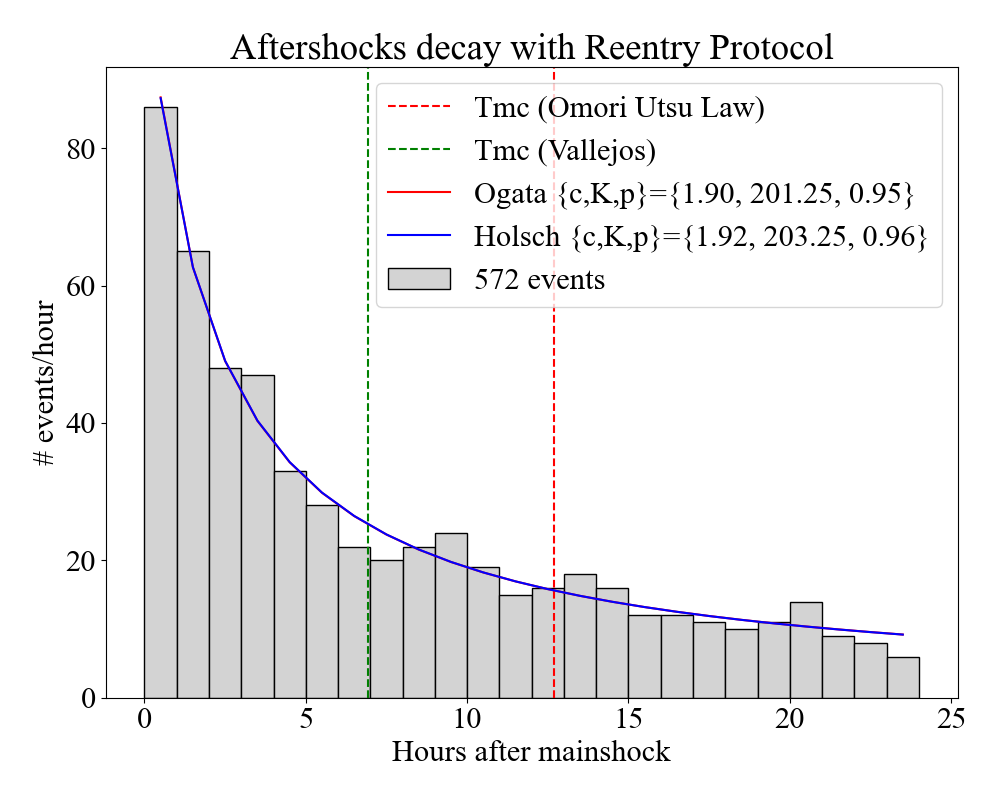 Aftershocks decay with Reentry Protocol
Tmc (Omori Utsu Law)
Tmc (Vallejos)
Ogata {c,K,p}={1.90, 201.25, 0.95}
Holsch {c,K,p}={1.92, 203.25, 0.96}
572 events
# events/hour
80
60
40
20
0
0 5 10 15 20 25
Hours after mainshock